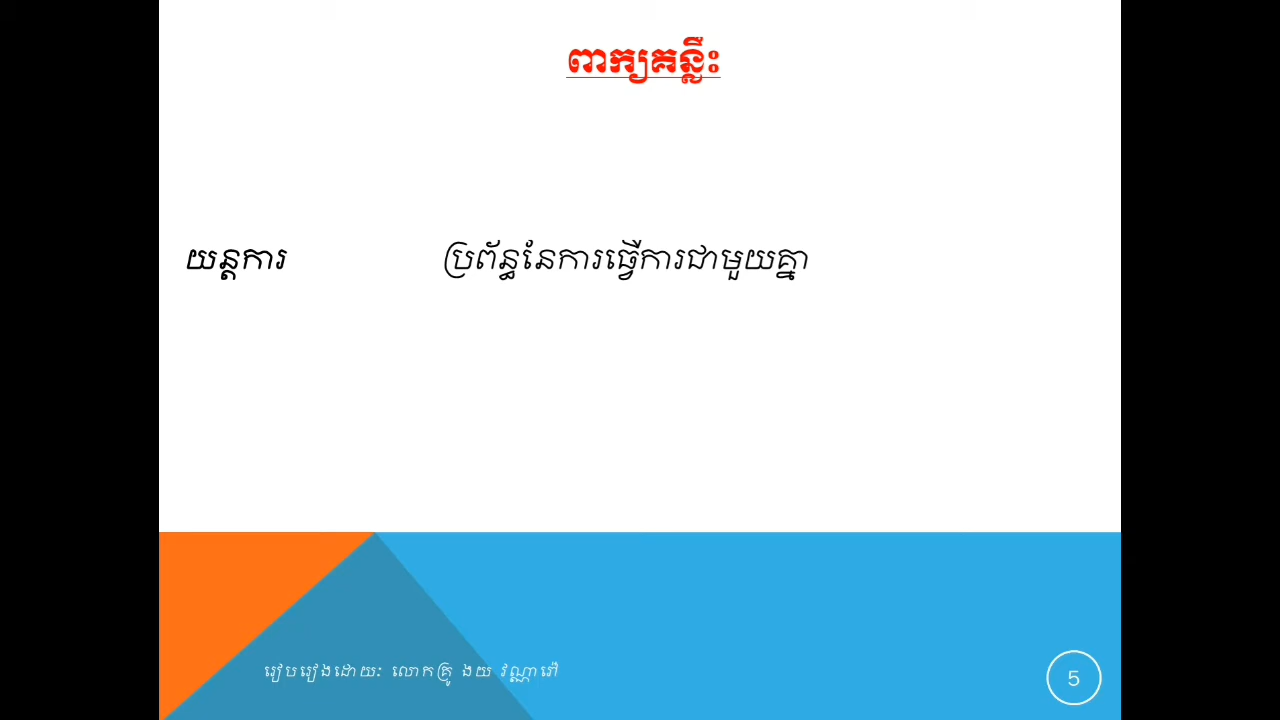 ពាក្យគន្លឹះ
យន្តការ ប្រព័ន្ធនៃការធ្វើការជាមួយគ្នា
រៀបរៀងដោយៈ លោកគ្រូ ងយ វណ្ណាភៅ
5